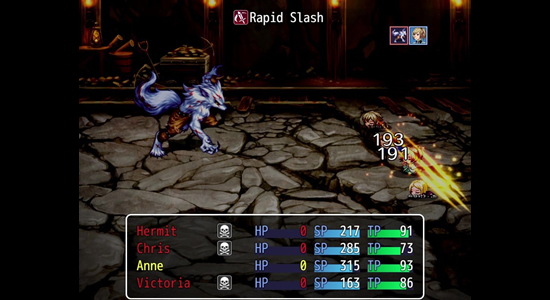 Rapid Slash
193
191
Hermit HP 0 SP 217 TP 91
Chris HP 0 SP 285 TP 73
Anne HP 0 SP 315 TP 93
Victoria HP 0 SP 163 TP 86